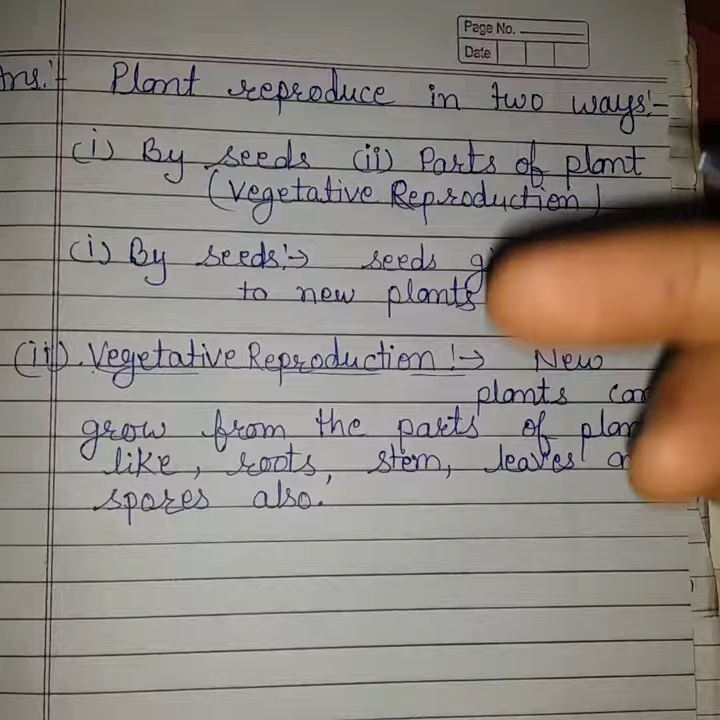 Page No.
Date
Ans:- Plant reproduce in two ways:-
(i) By seeds (ii) Parts of plant
(Vegetative Reproduction)
(i) By seeds:→ seeds
to new plants
(ii). Vegetative Reproduction :→ New
plants
grow from the parts of
like, roots, stem, leaves
spores also.